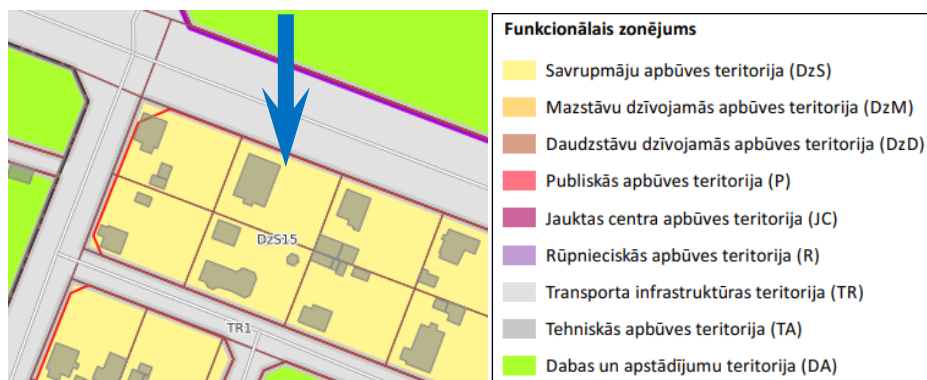 DzS15
TR1
Funkcionālais zonējums
Savrupmāju apbūves teritorija (DzS)
Mazstāvu dzīvojamās apbūves teritorija (DzM)
Daudzstāvu dzīvojamās apbūves teritorija (DzD)
Publiskās apbūves teritorija (P)
Jauktas centra apbūves teritorija (JC)
Rūpnieciskās apbūves teritorija (R)
Transporta infrastruktūras teritorija (TR)
Tehniskās apbūves teritorija (TA)
Dabas un apstādījumu teritorija (DA)